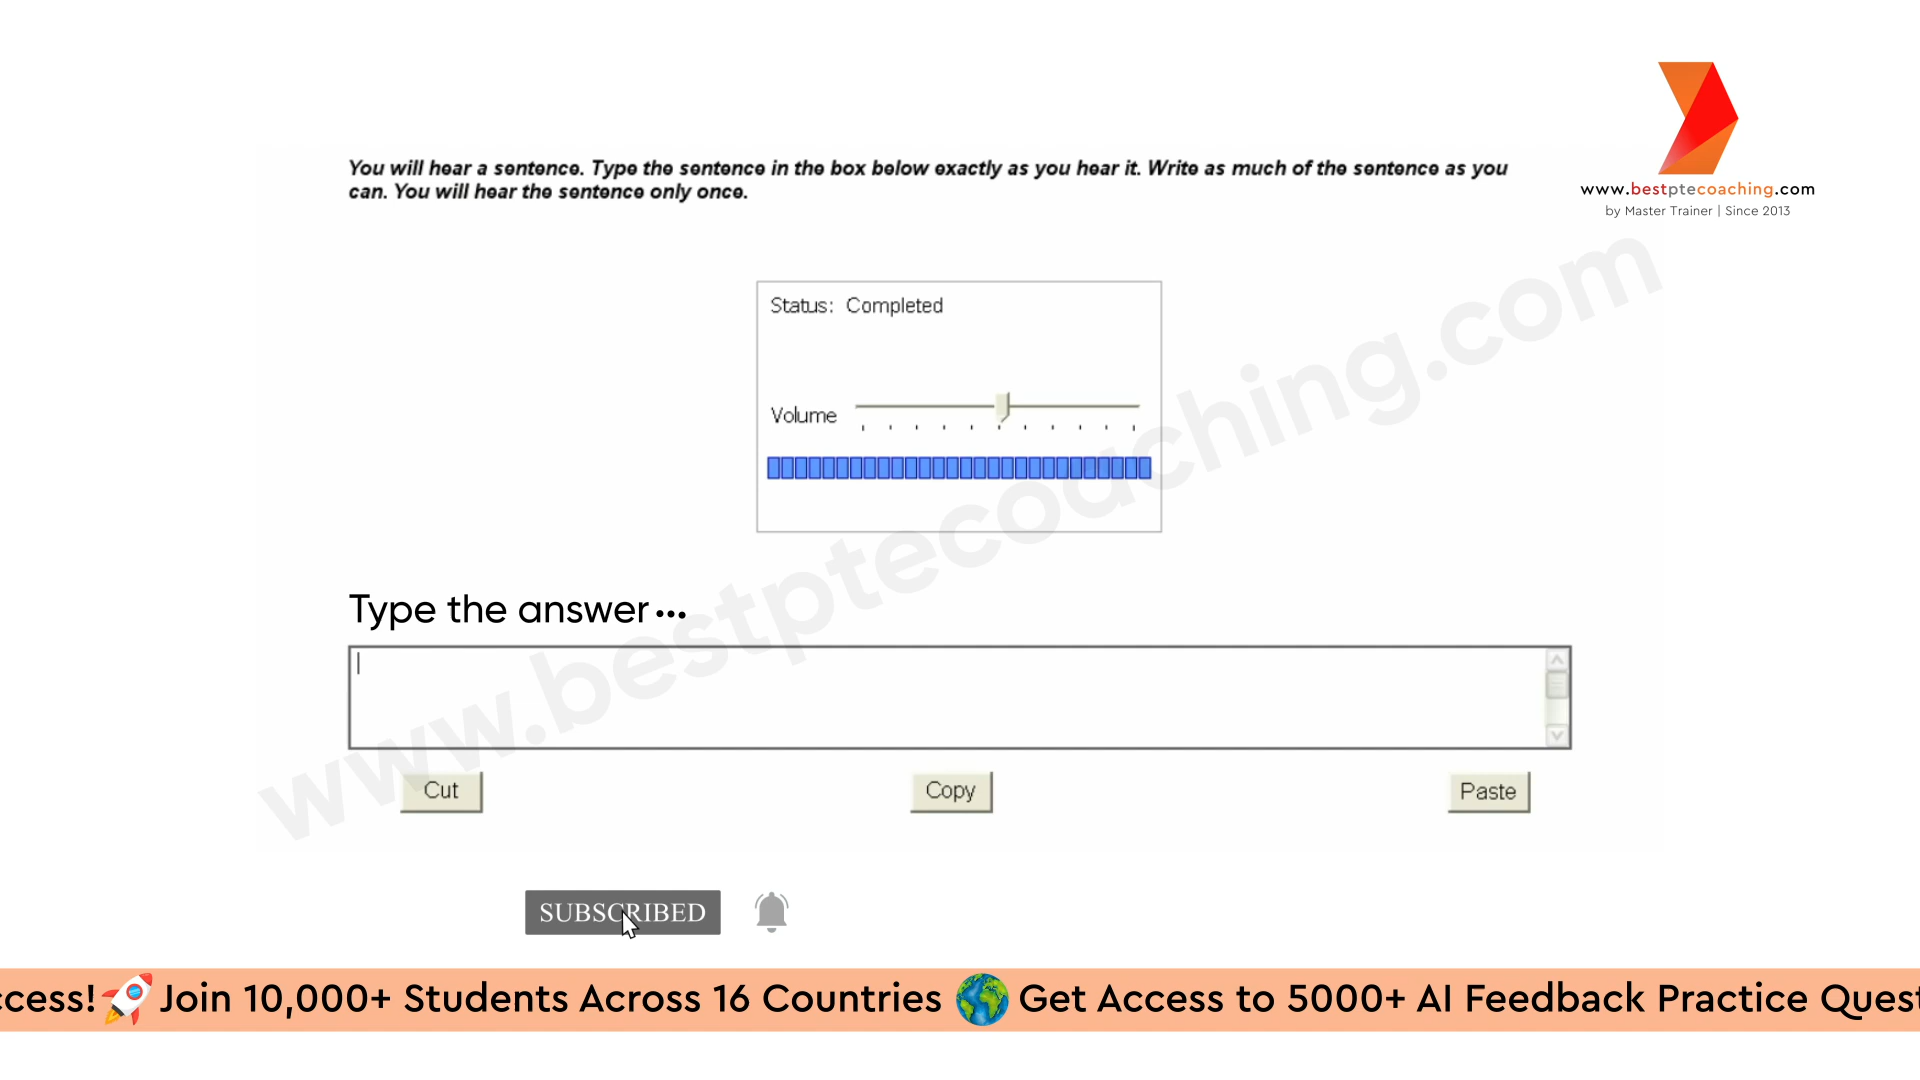 You will hear a sentence. Type the sentence in the box below exactly as you hear it. Write as much of the sentence as you
can. You will hear the sentence only once.
www.bestptecoaching.com
by Master Trainer | Since 2013
Status: Completed
Volume
www.bestptecoaching.com
Type the answer...
Cut
Copy
Paste
SUBSCRIBED
ccess!🚀Join 10,000+ Students Across 16 Countries 🌍 Get Access to 5000+ AI Feedback Practice Quest